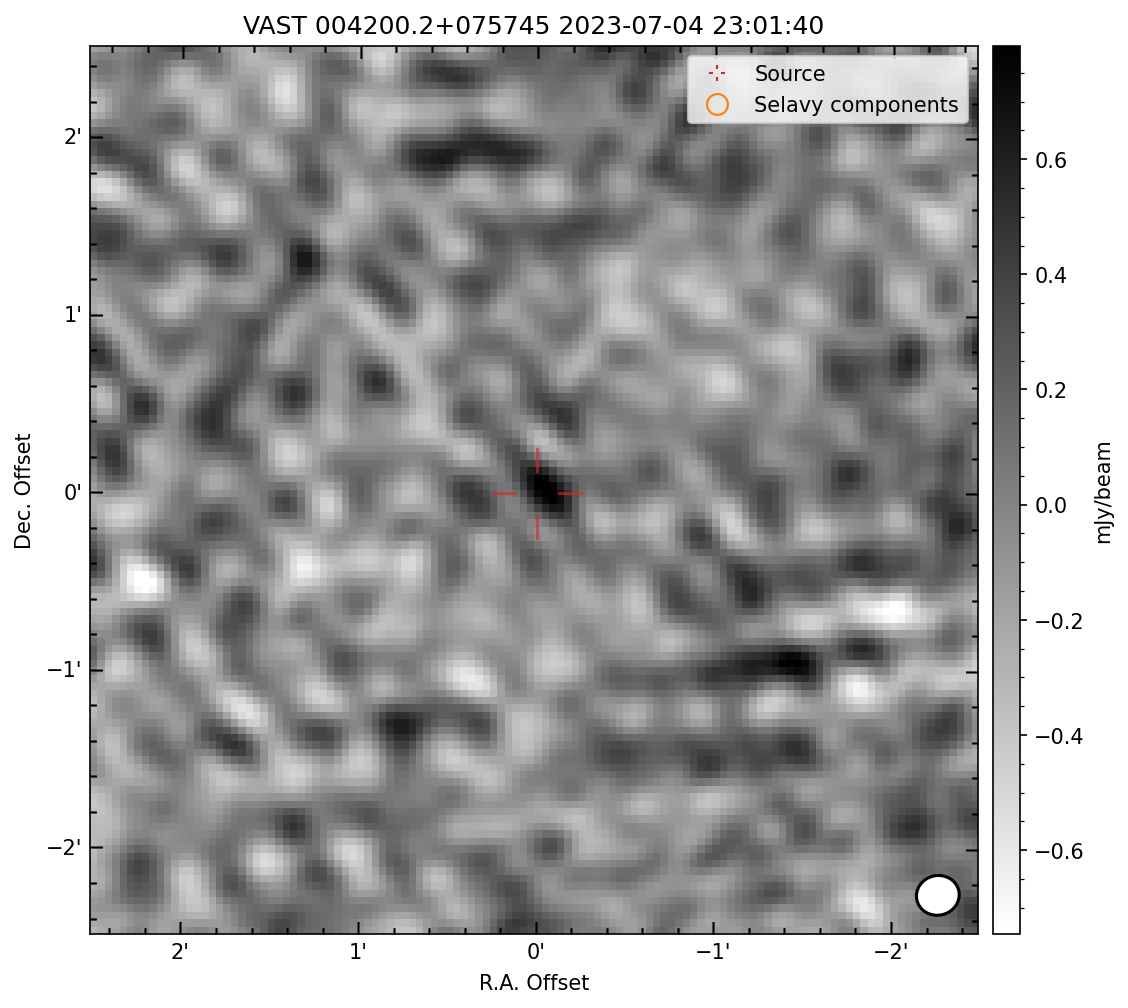 VAST 004200.2+075745 2023-07-04 23:01:40
Source
Selavy components
2'
1'
0'
−1'
−2'
Dec. Offset
2'
1'
0'
−1'
−2'
R.A. Offset
0.6
0.4
0.2
0.0
−0.2
−0.4
−0.6
mJy/beam